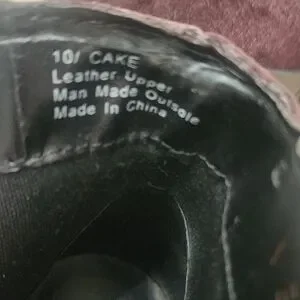 10/ CAKE
Leather Upper
Man Made Outsole
Made In China